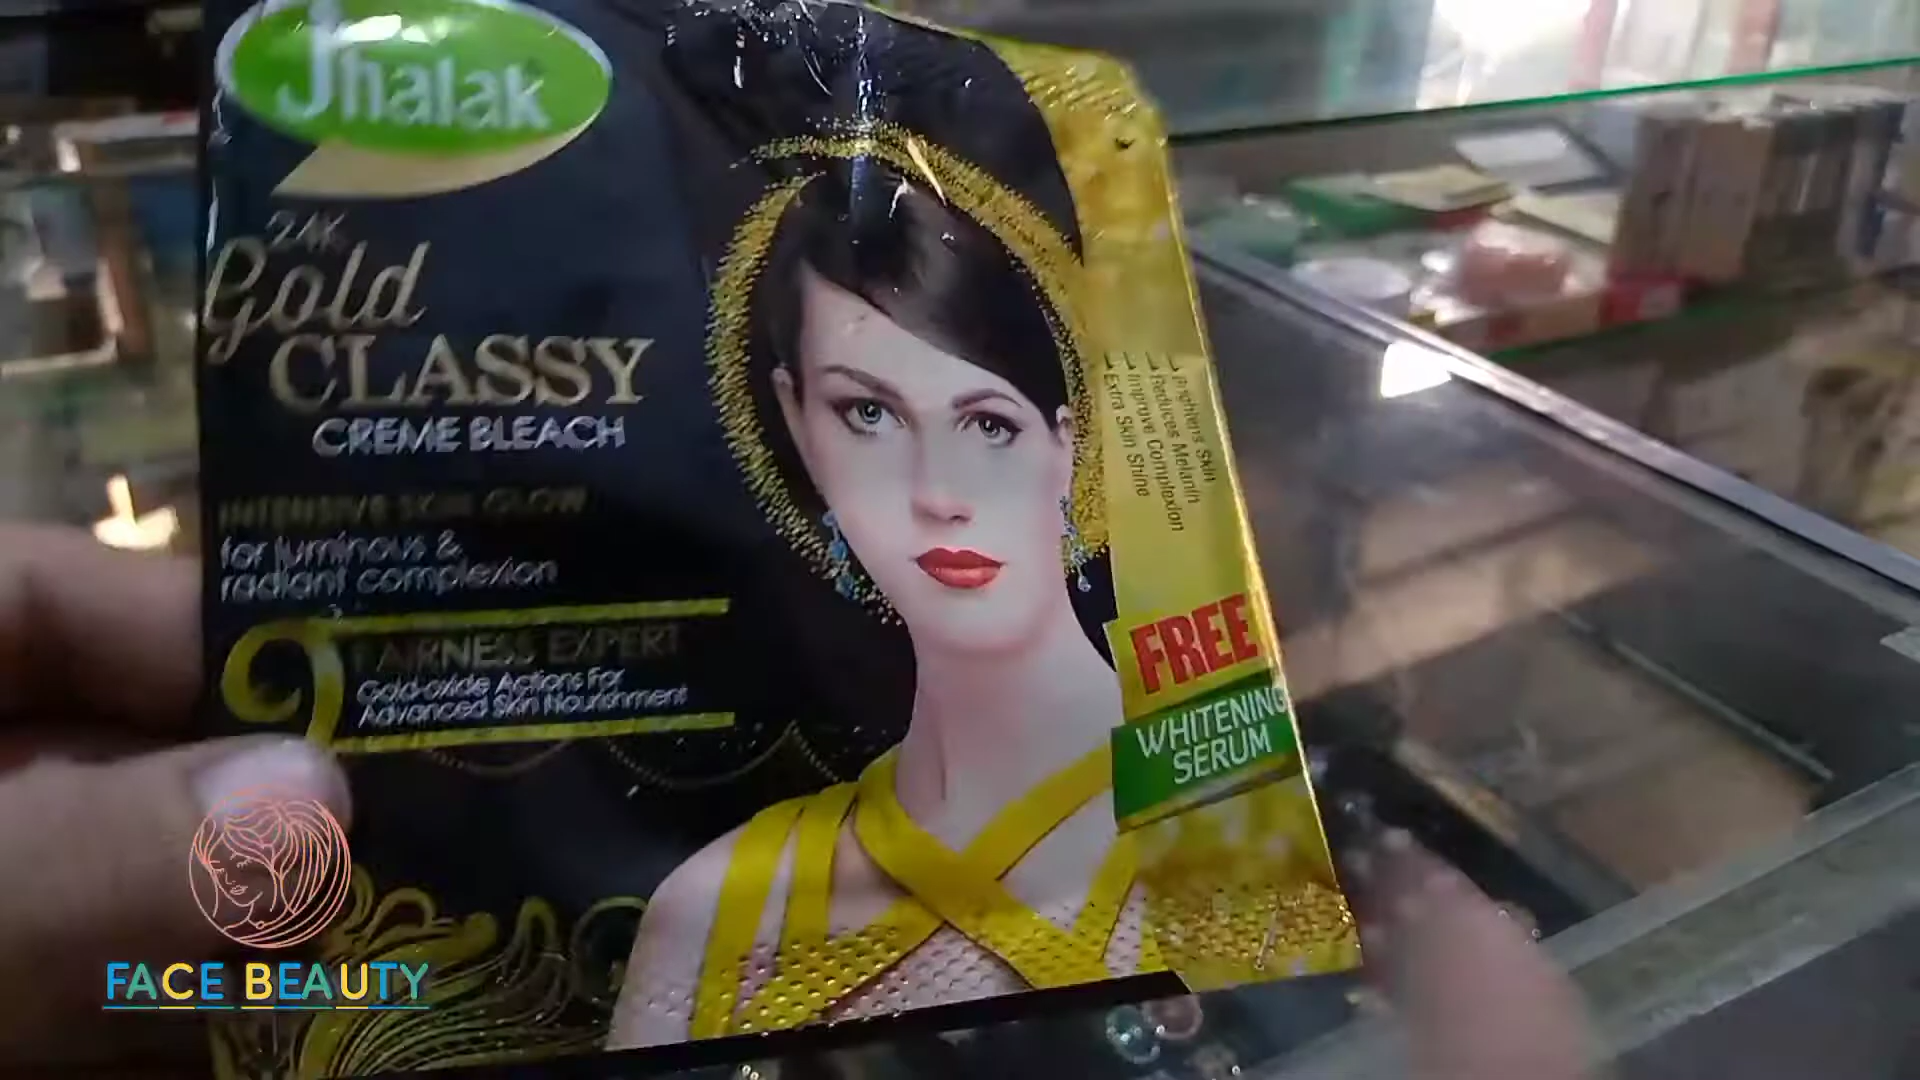 Jhalak
24K
Gold
CLASSY
CREME BLEACH
INTENSIVE SKIN GLOW
for luminous &
radiant complexion
FAIRNESS EXPERT
Gold-oxide Actions For
Advanced Skin Nourishment
Brightens Skin
Reduces Melanin
Improve Complexion
Extra Skin Shine
FREE
WHITENING
SERUM
FACE BEAUTY